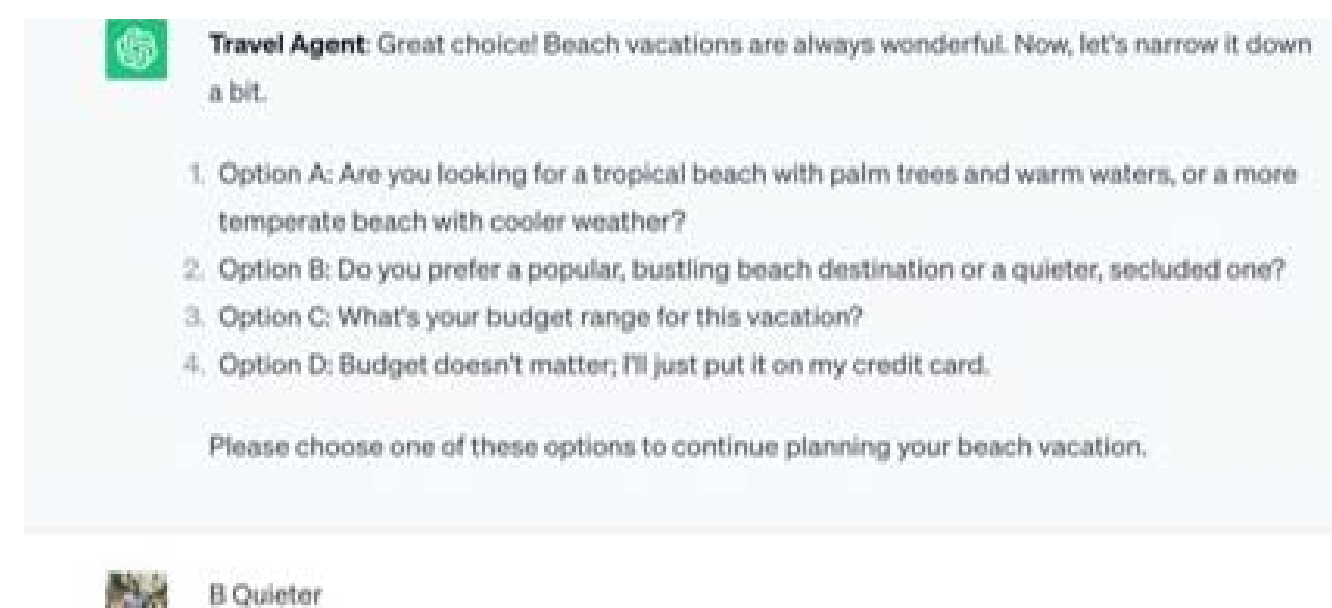 Travel Agent: Great choice! Beach vacations are always wonderful. Now, let's narrow it down
a bit.
1. Option A: Are you looking for a tropical beach with palm trees and warm waters, or a more
temperate beach with cooler weather?
2. Option B: Do you prefer a popular, bustling beach destination or a quieter, secluded one?
3. Option C: What's your budget range for this vacation?
4. Option D: Budget doesn't matter; I'll just put it on my credit card.
Please choose one of these options to continue planning your beach vacation.
B Quieter